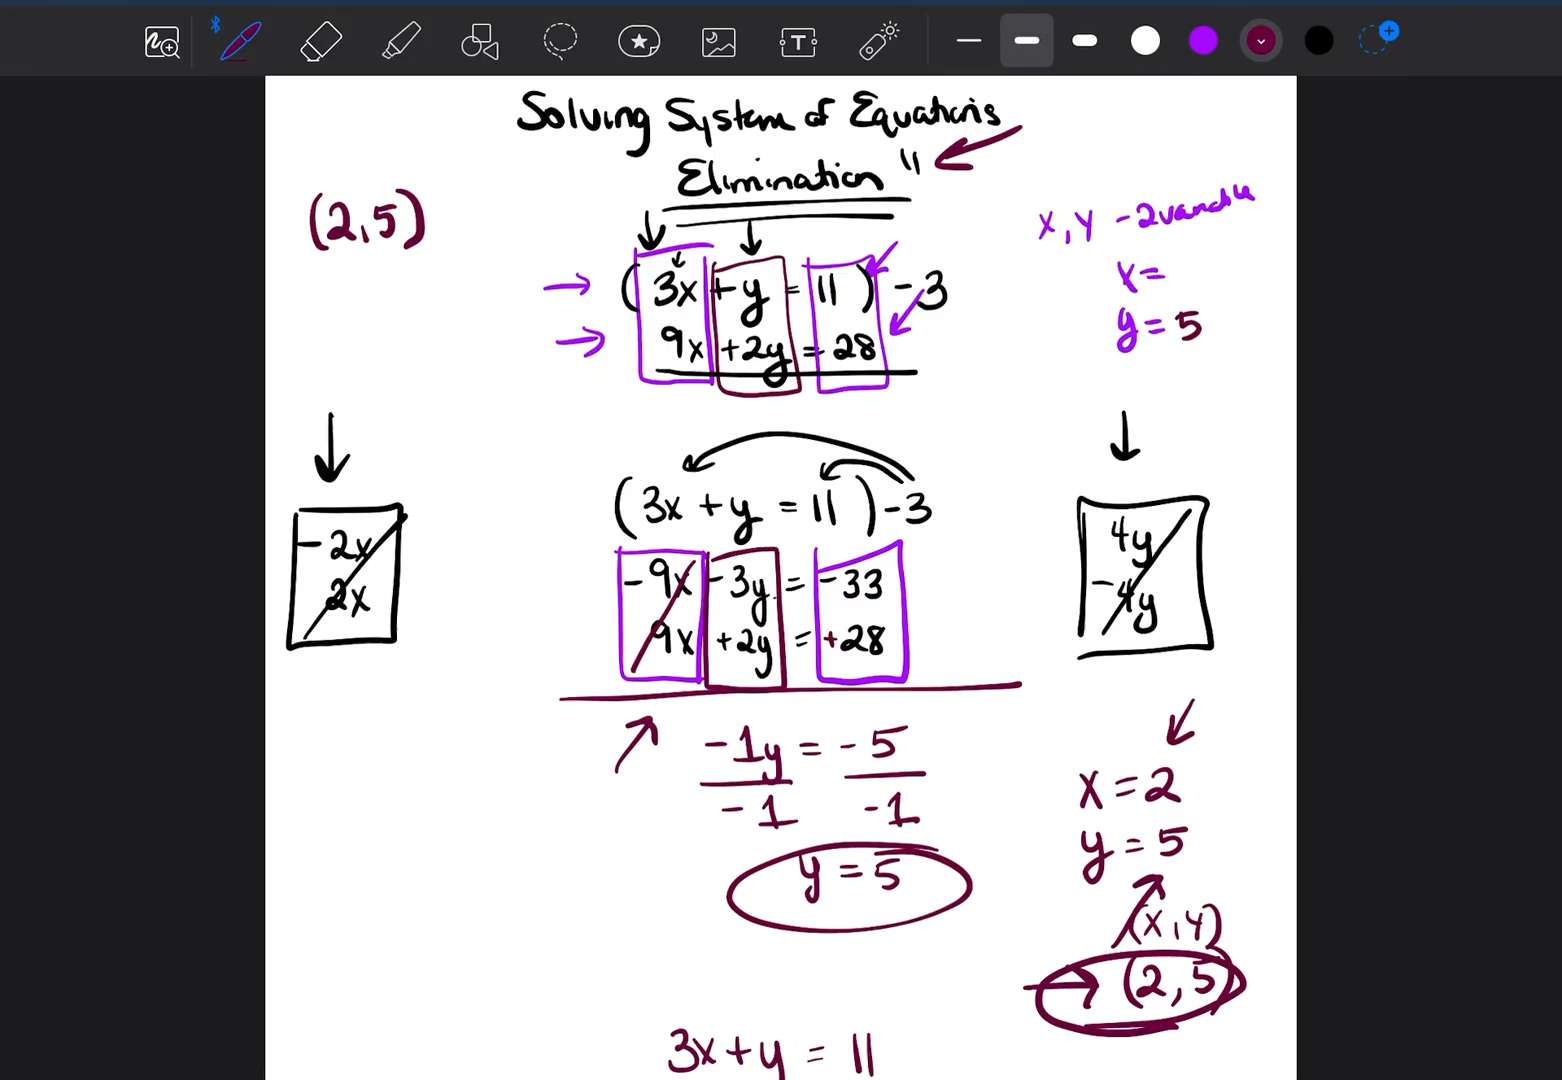 Solving System of Equations
Elimination "
(2,5)
x, y - 2 variable
x =
y = 5
( 3x + y = 11 ) - 3
9x + 2y = 28
(3x + y = 11) - 3
- 9x - 3y = - 33
9x + 2y = + 28
- 2x
2x
4y
- 4y
- 1y = - 5
- 1 - 1
y = 5
x = 2
y = 5
(x, y)
(2, 5)
3x + y = 11